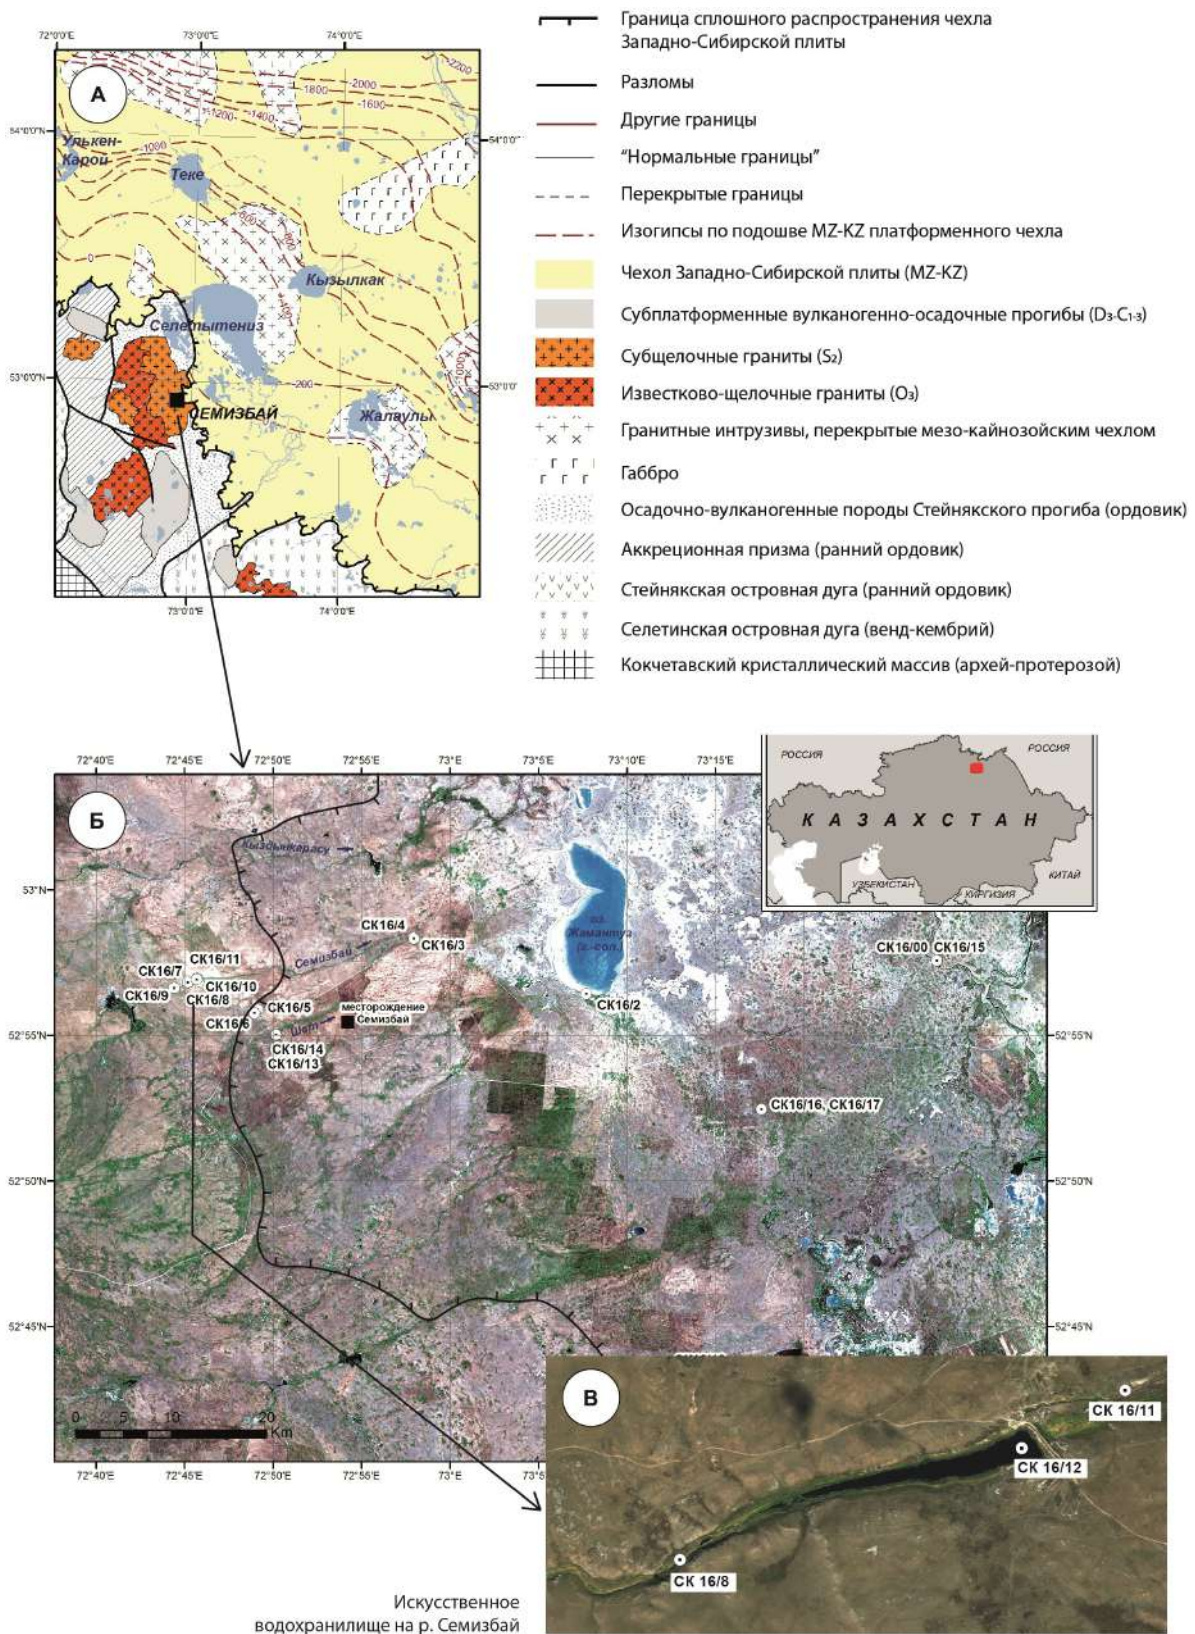 72°0'0"E
73°0'0"E
74°0'0"E
А
-2200
-2000
-1800
-1600
-1400
-1200
-1000
54°0'0"N
54°0'0"
Улькен-
Карой
Теке
-600
-800
0
Кызылкак
-400
Селетытениз
53°0'0"N
-200
-1000
53°0'0"
СЕМИЗБАЙ
Жалаулы
73°0'0"E
74°0'0"E
Граница сплошного распространения чехла
Западно-Сибирской плиты
Разломы
Другие границы
“Нормальные границы”
Перекрытые границы
Изогипсы по подошве MZ-KZ платформенного чехла
Чехол Западно-Сибирской плиты (MZ-KZ)
Субплатформенные вулканогенно-осадочные прогибы (D3-C1-3)
Субщелочные граниты (S2)
Известково-щелочные граниты (O3)
Гранитные интрузивы, перекрытые мезо-кайнозойским чехлом
Габбро
Осадочно-вулканогенные породы Стейнякского прогиба (ордовик)
Аккреционная призма (ранний ордовик)
Стейнякская островная дуга (ранний ордовик)
Селетинская островная дуга (венд-кембрий)
Кокчетавский кристаллический массив (архей-протерозой)
72°40'E
72°45'E
72°50'E
72°55'E
73°E
73°5'E
73°10'E
73°15'E
Б
РОССИЯ
РОССИЯ
КАЗАХСТАН
УЗБЕКИСТАН
КИРГИЗИЯ
КИТАЙ
Кыздынкарасу
53°N
оз.
Жамантуз
(г.-сол.)
СК16/4
СК16/3
Семизбай
СК16/00
СК16/15
СК16/11
СК16/7
СК16/10
СК16/9
СК16/8
СК16/2
СК16/5
СК16/6
месторождение
Семизбай
Шат
52°55'N
52°55'N
СК16/14
СК16/13
СК16/16, СК16/17
52°50'N
52°50'N
52°45'N
52°45'N
0
5
10
20
Km
72°40'E
72°45'E
72°50'E
72°55'E
73°E
В
СК 16/11
СК 16/12
СК 16/8
Искусственное
водохранилище на р. Семизбай